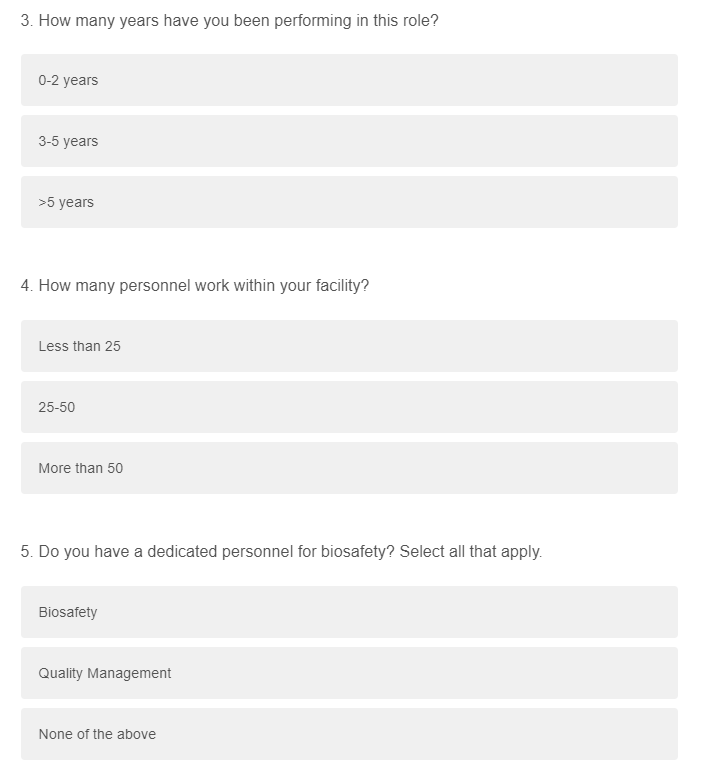 3. How many years have you been performing in this role?
0-2 years
3-5 years
>5 years
4. How many personnel work within your facility?
Less than 25
25-50
More than 50
5. Do you have a dedicated personnel for biosafety? Select all that apply.
Biosafety
Quality Management
None of the above